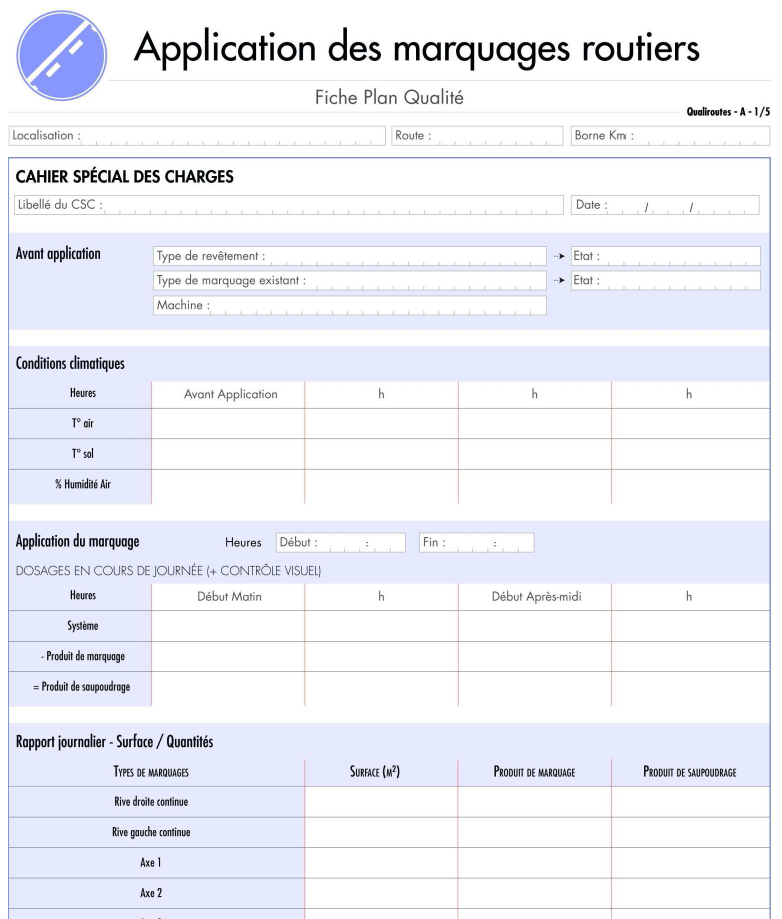 Application des marquages routiers
Fiche Plan Qualité
Qualiroutes - A - 1/5
Localisation : Route : Borne Km :
CAHIER SPÉCIAL DES CHARGES
Libellé du CSC : Date : / /
Avant application Type de revêtement : Etat :
Type de marquage existant : Etat :
Machine :
Conditions climatiques
Heures Avant Application h h h
T° air
T° sol
% Humidité Air
Application du marquage Heures Début : : Fin : :
DOSAGES EN COURS DE JOURNÉE (+ CONTRÔLE VISUEL)
Heures Début Matin h Début Après-midi h
Système
- Produit de marquage
= Produit de saupoudrage
Rapport journalier - Surface / Quantités
TYPES DE MARQUAGES SURFACE (M²) PRODUIT DE MARQUAGE PRODUIT DE SAUPOUDRAGE
Rive droite continue
Rive gauche continue
Axe 1
Axe 2